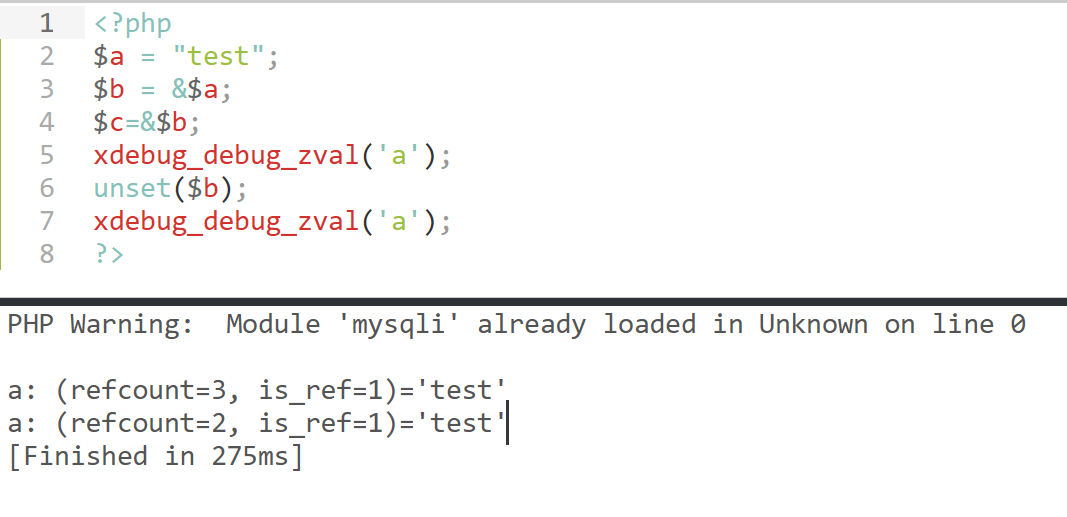 1 <?php
2 $a = "test";
3 $b = &$a;
4 $c=&$b;
5 xdebug_debug_zval('a');
6 unset($b);
7 xdebug_debug_zval('a');
8 ?>
PHP Warning:  Module 'mysqli' already loaded in Unknown on line 0
a: (refcount=3, is_ref=1)='test'
a: (refcount=2, is_ref=1)='test'
[Finished in 275ms]